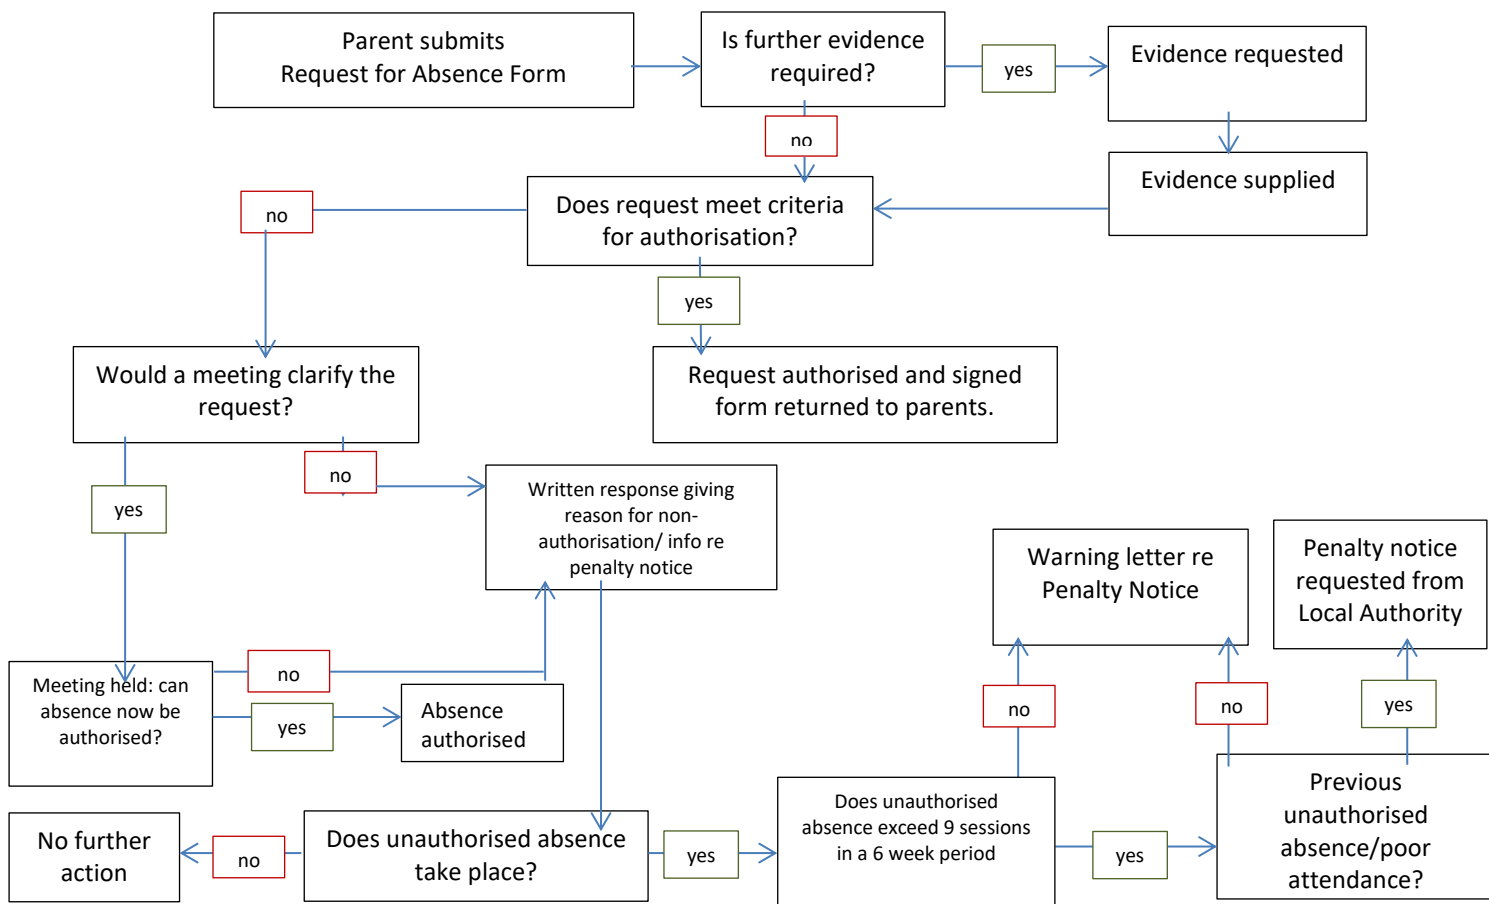 Parent submits
Request for Absence Form
Is further evidence
required?
yes
Evidence requested
no
Evidence supplied
Does request meet criteria
for authorisation?
no
yes
Would a meeting clarify the
request?
Request authorised and signed
form returned to parents.
no
yes
Written response giving
reason for non-
authorisation/ info re
penalty notice
Warning letter re
Penalty Notice
Penalty notice
requested from
Local Authority
Meeting held: can
absence now be
authorised?
no
yes
Absence
authorised
no
no
yes
No further
action
no
Does unauthorised absence
take place?
yes
Does unauthorised
absence exceed 9 sessions
in a 6 week period
yes
Previous
unauthorised
absence/poor
attendance?